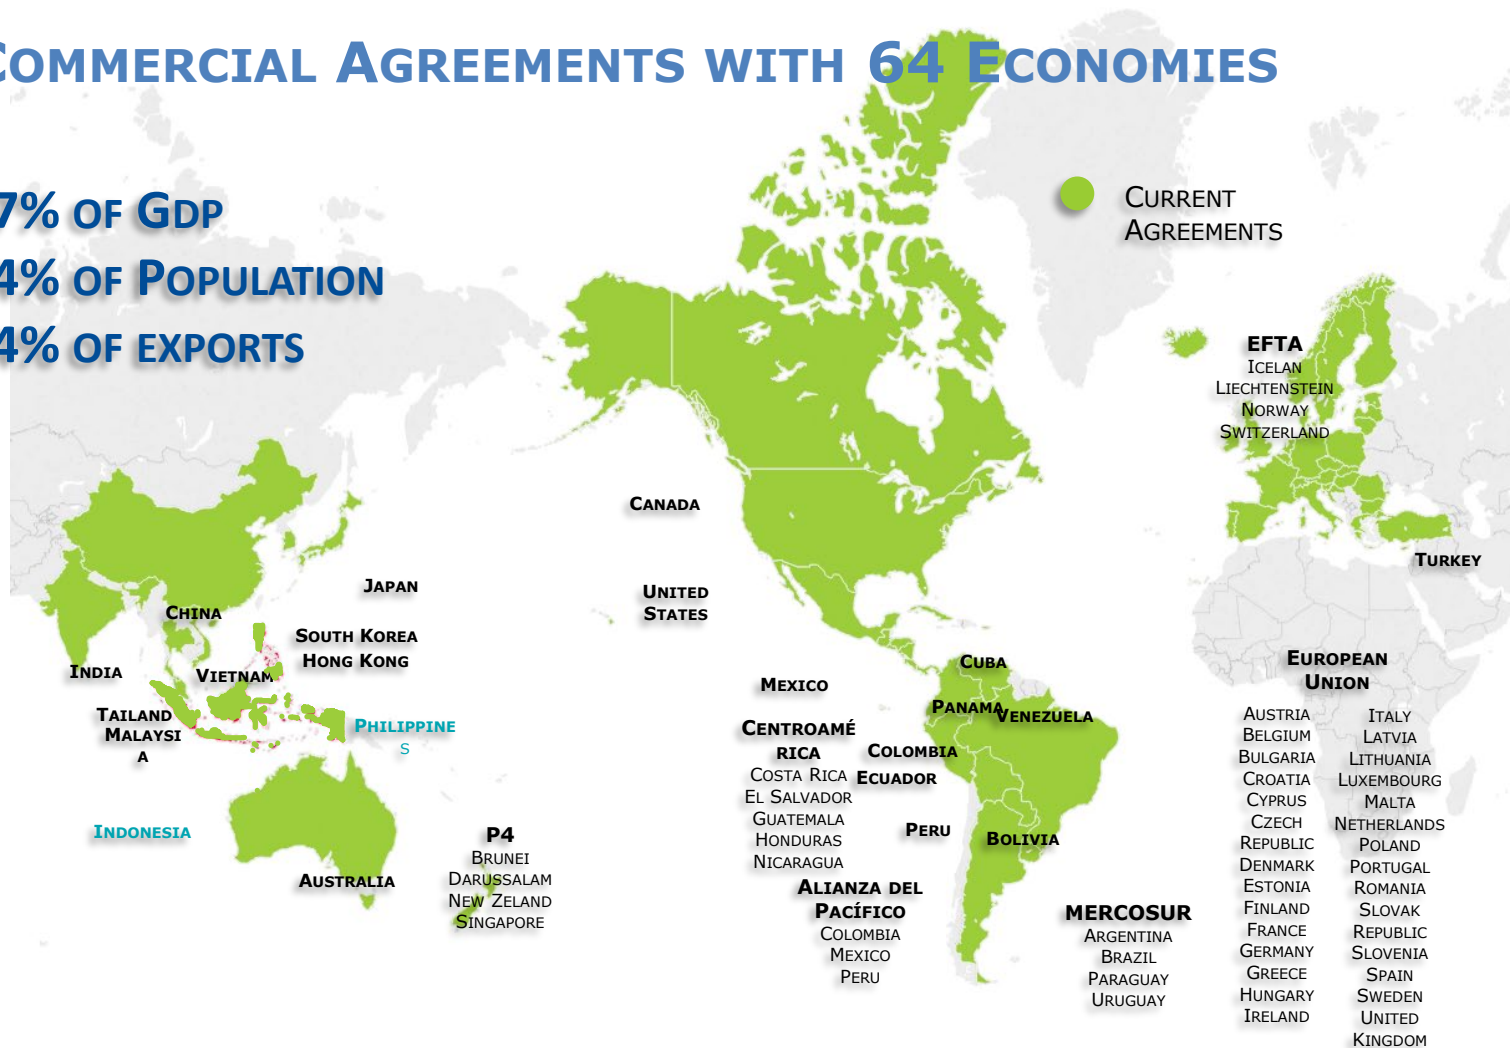 COMMERCIAL AGREEMENTS WITH 64 ECONOMIES
7% OF GDP
4% OF POPULATION
4% OF EXPORTS
CURRENT
AGREEMENTS
EFTA
ICELAN
LIECHTENSTEIN
NORWAY
SWITZERLAND
CANADA
UNITED
STATES
JAPAN
CHINA
SOUTH KOREA
HONG KONG
INDIA
VIETNAM
TAILAND
MALAYSI
A
PHILIPPINE
S
INDONESIA
AUSTRALIA
P4
BRUNEI
DARUSSALAM
NEW ZELAND
SINGAPORE
MEXICO
CENTROAMÉ
RICA
COSTA RICA
EL SALVADOR
GUATEMALA
HONDURAS
NICARAGUA
CUBA
PANAMA
VENEZUELA
COLOMBIA
ECUADOR
PERU
BOLIVIA
ALIANZA DEL
PACÍFICO
COLOMBIA
MEXICO
PERU
MERCOSUR
ARGENTINA
BRAZIL
PARAGUAY
URUGUAY
TURKEY
EUROPEAN
UNION
AUSTRIA
BELGIUM
BULGARIA
CROATIA
CYPRUS
CZECH
REPUBLIC
DENMARK
ESTONIA
FINLAND
FRANCE
GERMANY
GREECE
HUNGARY
IRELAND
ITALY
LATVIA
LITHUANIA
LUXEMBOURG
MALTA
NETHERLANDS
POLAND
PORTUGAL
ROMANIA
SLOVAK
REPUBLIC
SLOVENIA
SPAIN
SWEDEN
UNITED
KINGDOM